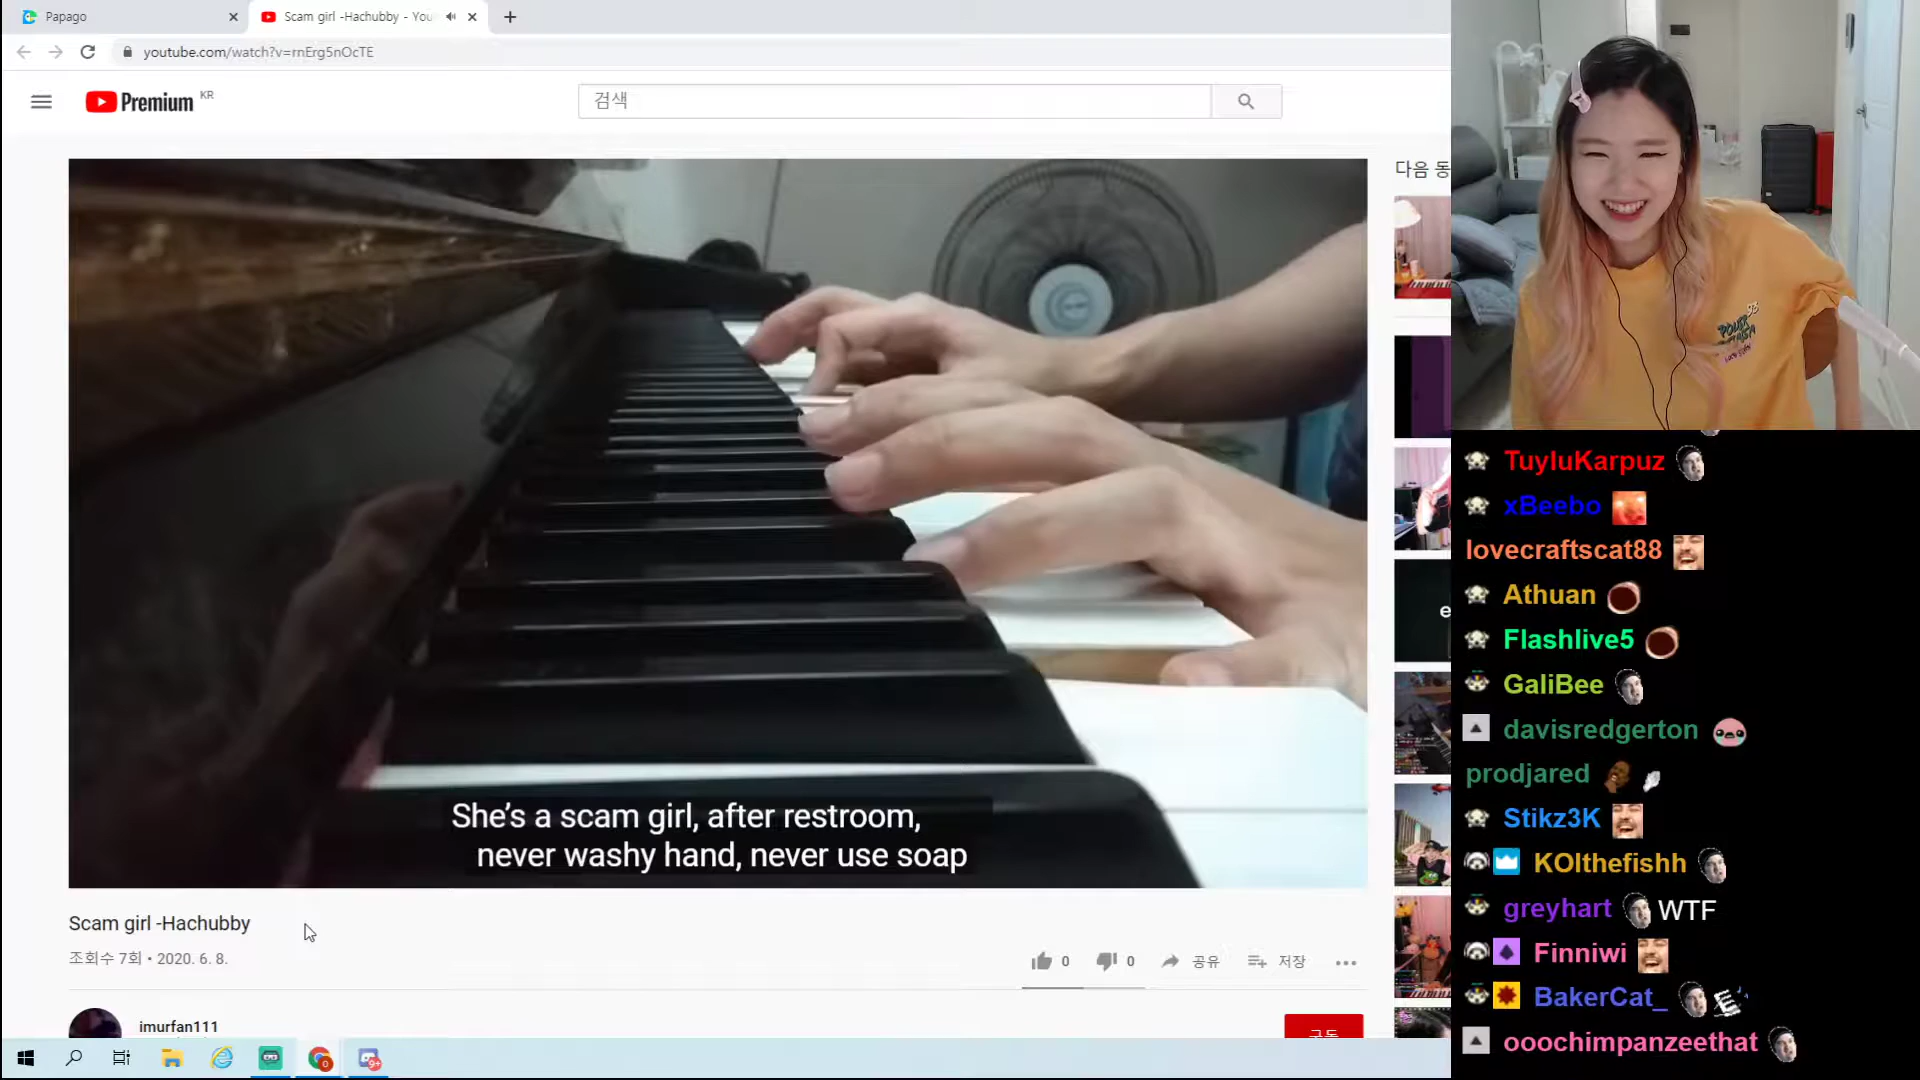 Papago
Scam girl -Hachubby - You
youtube.com/watch?v=rnErg5nOcTE
Premium KR
검색
다음 동
She's a scam girl, after restroom,
never washy hand, never use soap
Scam girl -Hachubby
조회수 7회 • 2020. 6. 8.
0
0
공유
저장
imurfan111
구독
TuyluKarpuz
xBeebo
lovecraftscat88
Athuan
Flashlive5
GaliBee
davisredgerton
prodjared
Stikz3K
KOIthefishh
greyhart WTF
Finniwi
BakerCat_
ooochimpanzeethat